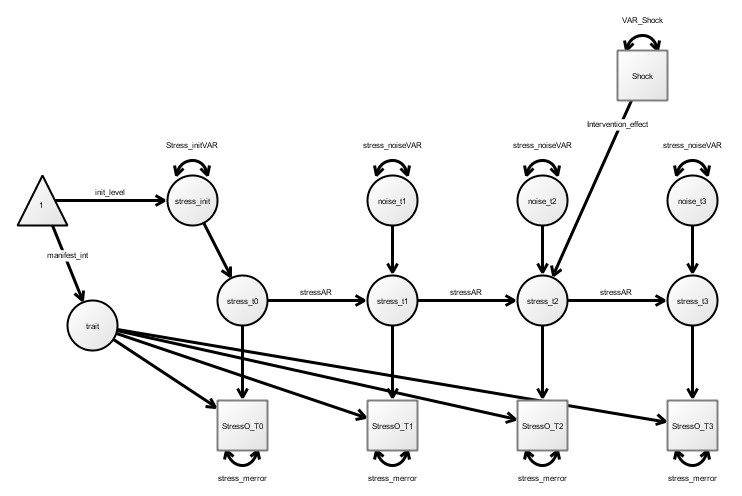 VAR_Shock
Shock
Intervention_effect
Stress_initVAR
stress_noiseVAR
stress_noiseVAR
stress_noiseVAR
1
init_level
stress_init
noise_t1
noise_t2
noise_t3
manifest_int
stress_t0
stressAR
stress_t1
stressAR
stress_t2
stressAR
stress_t3
trait
StressO_T0
StressO_T1
StressO_T2
StressO_T3
stress_merror
stress_merror
stress_merror
stress_merror